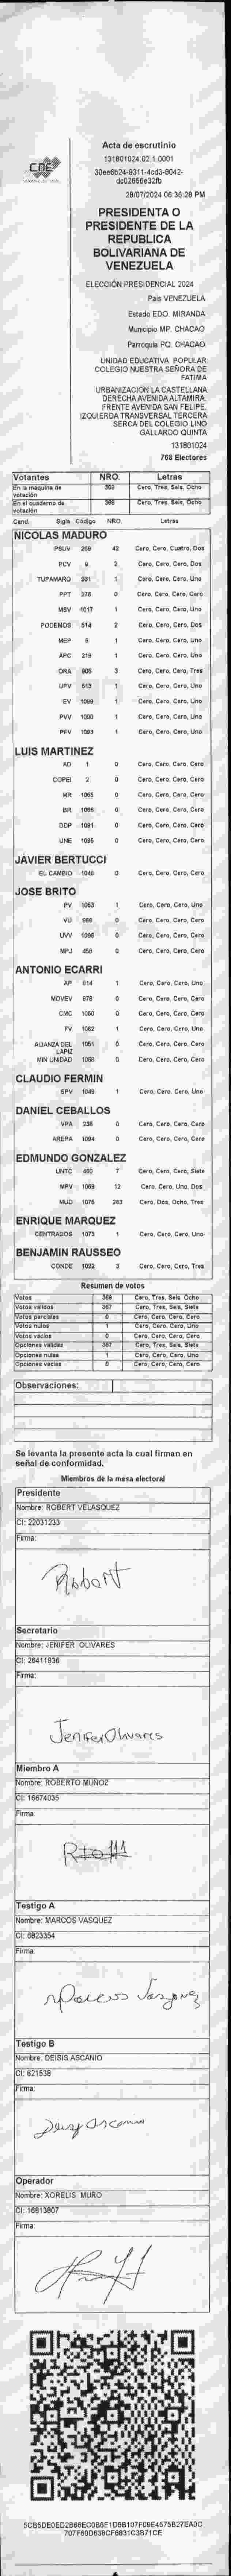 CNE
Acta de escrutinio
131801024.02.1.0001
28/07/2024 06:36:28 PM
PRESIDENTA O
PRESIDENTE DE LA
REPUBLICA
BOLIVARIANA DE
VENEZUELA
ELECCIÓN PRESIDENCIAL 2024
Pais VENEZUELA
Estado EDO. MIRANDA
Municipio MP. CHACAO
Parroquia PQ. CHACAO
UNIDAD EDUCATIVA POPULAR
COLEGIO NUESTRA SEÑORA DE
FATIMA
URBANIZACIÓN LA CASTELLANA
DERECHA AVENIDA ALTAMIRA.
FRENTE AVENIDA SAN FELIPE.
IZQUIERDA TRANSVERSAL TERCERA
SERCA DEL COLEGIO LINO
GALLARDO QUINTA
131801024
768 Electores
Votantes NRO. Letras
En la máquina de 368 Cero, Tres, Seis, Ocho
votación
En el cuaderno de 368 Cero, Tres, Seis, Ocho
votación
Cand. Sigla Código NRO. Letras
NICOLAS MADURO
PSUV 269 42 Cero, Cero, Cuatro, Dos
PCV 2 Cero, Cero, Cero, Dos
TUPAMARO 931 1 Cero, Cero, Cero, Uno
PPT 276 0 Cero, Cero, Cero, Cero
MSV 1017 1 Cero, Cero, Cero, Uno
PODEMOS 514 2 Cero, Cero, Cero, Dos
MEP 6 1 Cero, Cero, Cero, Uno
APC 219 1 Cero, Cero, Cero, Uno
ORA 906 3 Cero, Cero, Cero, Tres
UPV 513 1 Cero, Cero, Cero, Uno
EV 1089 1 Cero, Cero, Cero, Uno
PVV 1090 1 Cero, Cero, Cero, Uno
PFV 1093 1 Cero, Cero, Cero, Uno
LUIS MARTINEZ
AD 1 0 Cero, Cero, Cero, Cero
COPEI 2 0 Cero, Cero, Cero, Cero
MR 1055 0 Cero, Cero, Cero, Cero
BR 1066 0 Cero, Cero, Cero, Cero
DDP 1091 0 Cero, Cero, Cero, Cero
UNE 1095 0 Cero, Cero, Cero, Cero
JAVIER BERTUCCI
EL CAMBIO 1049 0 Cero, Cero, Cero, Cero
JOSE BRITO
PV 1053 1 Cero, Cero, Cero, Uno
VU 968 0 Cero, Cero, Cero, Cero
UVV 1096 0 Cero, Cero, Cero, Cero
MPJ 458 0 Cero, Cero, Cero, Cero
ANTONIO ECARRI
AP 814 1 Cero, Cero, Cero, Uno
MOVEV 878 0 Cero, Cero, Cero, Cero
CMC 1060 0 Cero, Cero, Cero, Cero
FV 1062 1 Cero, Cero, Cero, Uno
ALIANZA DEL 1051 0 Cero, Cero, Cero, Cero
LAPIZ
MIN UNIDAD 1058 0 Cero, Cero, Cero, Cero
CLAUDIO FERMIN
SPV 1048 1 Cero, Cero, Cero, Uno
DANIEL CEBALLOS
VPA 236 0 Cero, Cero, Cero, Cero
AREPA 1094 0 Cero, Cero, Cero, Cero
EDMUNDO GONZALEZ
UNTC 460 7 Cero, Cero, Cero, Siete
MPV 1069 12 Cero, Cero, Uno, Dos
MUD 1076 283 Cero, Dos, Ocho, Tres
ENRIQUE MARQUEZ
CENTRADOS 1073 1 Cero, Cero, Cero, Uno
BENJAMIN RAUSSEO
CONDE 1092 3 Cero, Cero, Cero, Tres
Resumen de votos
Votos 368 Cero, Tres, Seis, Ocho
Votos válidos 367 Cero, Tres, Seis, Siete
Votos parciales 0 Cero, Cero, Cero, Cero
Votos nulos 1 Cero, Cero, Cero, Uno
Votos vacíos 0 Cero, Cero, Cero, Cero
Opciones válidas 367 Cero, Tres, Seis, Siete
Opciones nulas 1 Cero, Cero, Cero, Uno
Opciones vacías 0 Cero, Cero, Cero, Cero
Observaciones:
Se levanta la presente acta la cual firman en
señal de conformidad.
Miembros de la mesa electoral
Presidente
Nombre: ROBERT VELASQUEZ
CI: 22031233
Firma:
Robert
Secretario
Nombre: JENIFER OLIVARES
CI: 26411936
Firma:
Jenifer Olivares
Miembro A
Nombre: ROBERTO MUÑOZ
CI: 16674035
Firma:
Testigo A
Nombre: MARCOS VASQUEZ
CI: 6823354
Firma:
Marcos Vasquez
Testigo B
Nombre: DEISIS ASCANIO
CI: 621538
Firma:
Deisy Ascanio
Operador
Nombre: XORELIS MURO
CI: 16813907
Firma: